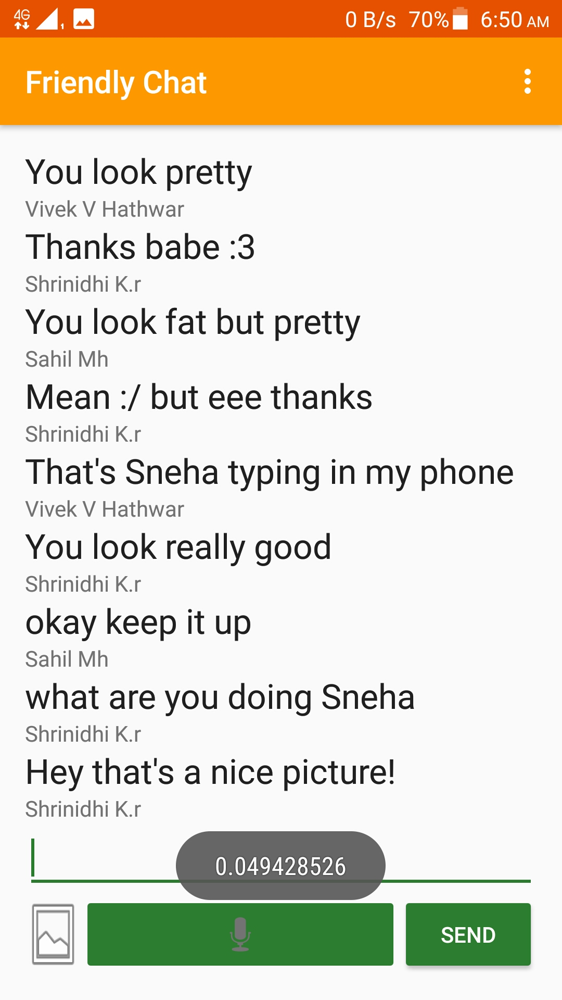 4G 1 0 B/s 70% 6:50 AM
Friendly Chat
You look pretty
Vivek V Hathwar
Thanks babe :3
Shrinidhi K.r
You look fat but pretty
Sahil Mh
Mean :/ but eee thanks
Shrinidhi K.r
That's Sneha typing in my phone
Vivek V Hathwar
You look really good
Shrinidhi K.r
okay keep it up
Sahil Mh
what are you doing Sneha
Shrinidhi K.r
Hey that's a nice picture!
Shrinidhi K.r
0.049428526
SEND